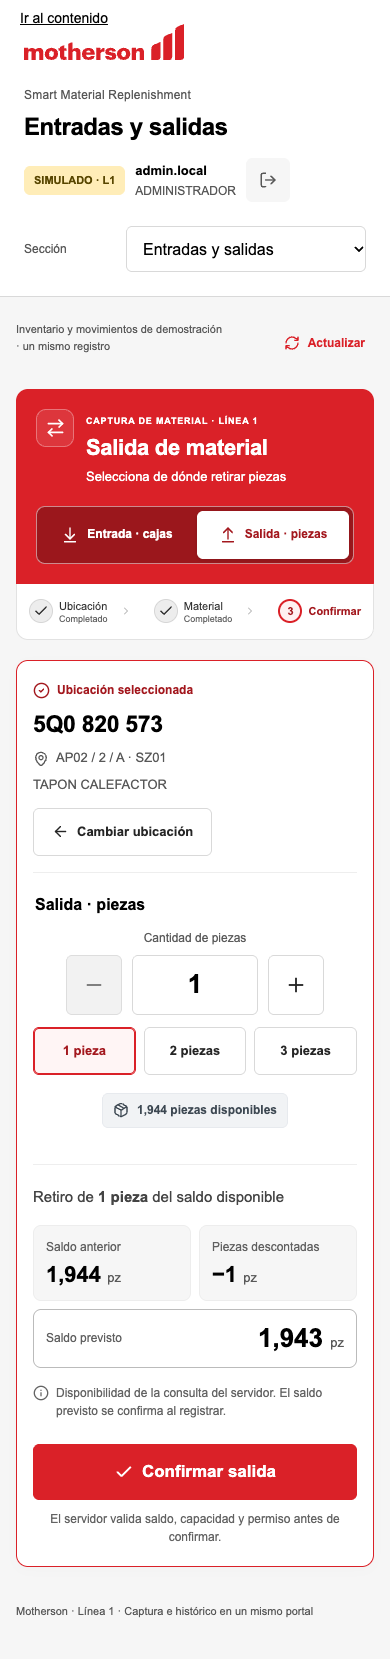 Ir al contenido
motherson
Smart Material Replenishment
Entradas y salidas
SIMULADO · L1
admin.local
ADMINISTRADOR
Sección
Entradas y salidas
Inventario y movimientos de demostración
· un mismo registro
Actualizar
CAPTURA DE MATERIAL · LÍNEA 1
Salida de material
Selecciona de dónde retirar piezas
Entrada · cajas
Salida · piezas
Ubicación
Completado
Material
Completado
3
Confirmar
Ubicación seleccionada
5Q0 820 573
AP02 / 2 / A · SZ01
TAPON CALEFACTOR
Cambiar ubicación
Salida · piezas
Cantidad de piezas
1
1 pieza
2 piezas
3 piezas
1,944 piezas disponibles
Retiro de 1 pieza del saldo disponible
Saldo anterior
1,944 pz
Piezas descontadas
−1 pz
Saldo previsto
1,943 pz
Disponibilidad de la consulta del servidor. El saldo
previsto se confirma al registrar.
Confirmar salida
El servidor valida saldo, capacidad y permiso antes de
confirmar.
Motherson · Línea 1 · Captura e histórico en un mismo portal